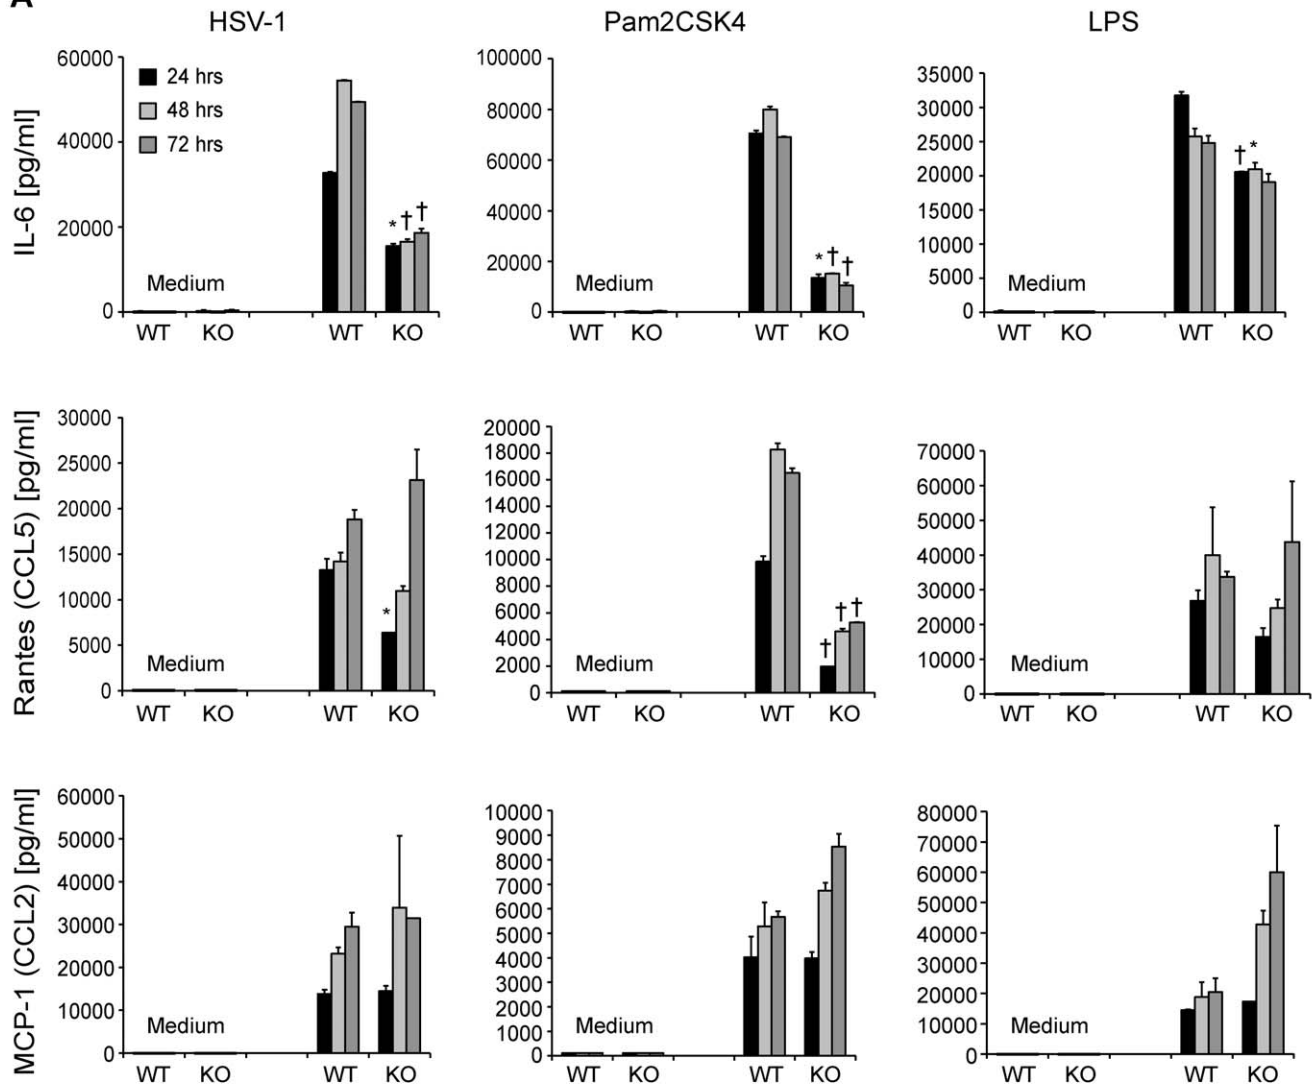 A
HSV-1
Pam2CSK4
LPS
IL-6 [pg/ml]
60000
40000
20000
0
24 hrs
48 hrs
72 hrs
Medium
* † †
WT KO WT KO
100000
80000
60000
40000
20000
0
Medium
* † †
WT KO WT KO
35000
30000
25000
20000
15000
10000
5000
0
Medium
† *
WT KO WT KO
Rantes (CCL5) [pg/ml]
30000
25000
20000
15000
10000
5000
0
Medium
*
WT KO WT KO
20000
18000
16000
14000
12000
10000
8000
6000
4000
2000
0
Medium
† † †
WT KO WT KO
70000
60000
50000
40000
30000
20000
10000
0
Medium
WT KO WT KO
MCP-1 (CCL2) [pg/ml]
60000
50000
40000
30000
20000
10000
0
Medium
WT KO WT KO
10000
9000
8000
7000
6000
5000
4000
3000
2000
1000
0
Medium
WT KO WT KO
80000
70000
60000
50000
40000
30000
20000
10000
0
Medium
WT KO WT KO